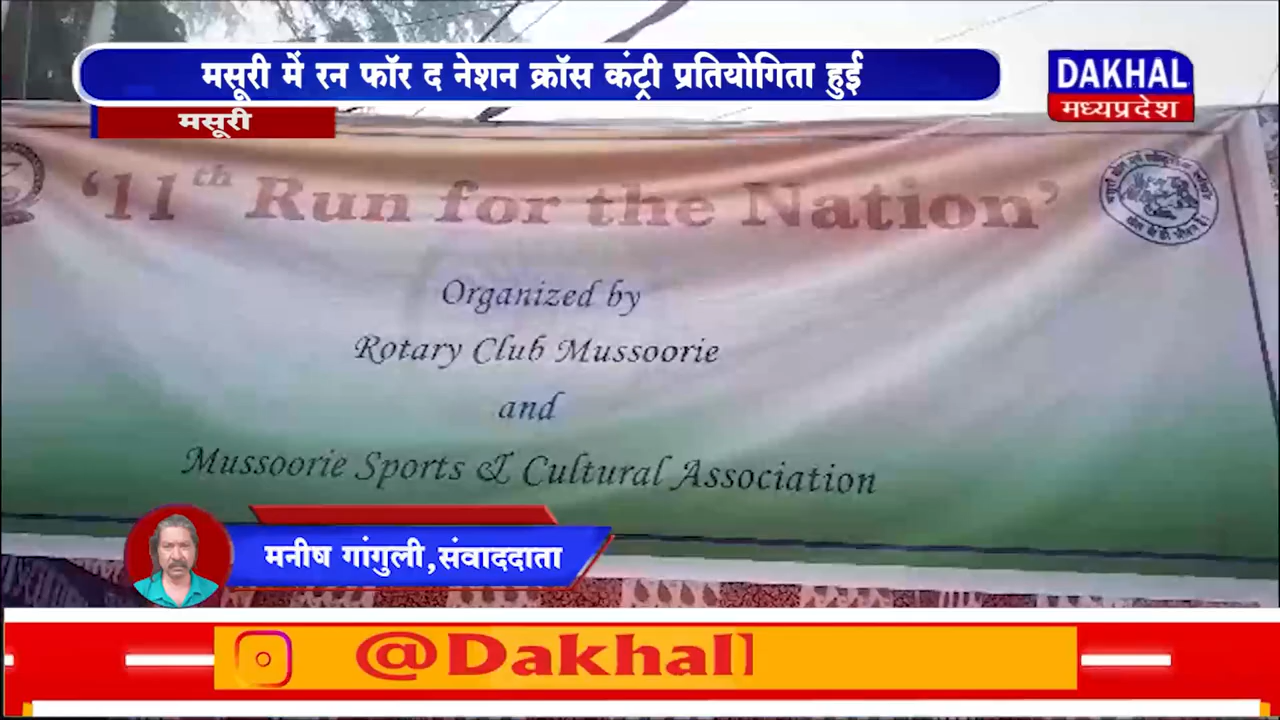 मसूरी में रन फॉर द नेशन क्रॉस कंट्री प्रतियोगिता हुई
DAKHAL
मध्यप्रदेश
मसूरी
'11th Run for the Nation'
Organized by
Rotary Club Mussoorie
and
Mussoorie Sports & Cultural Association
मनीष गांगुली,संवाददाता
@Dakhal